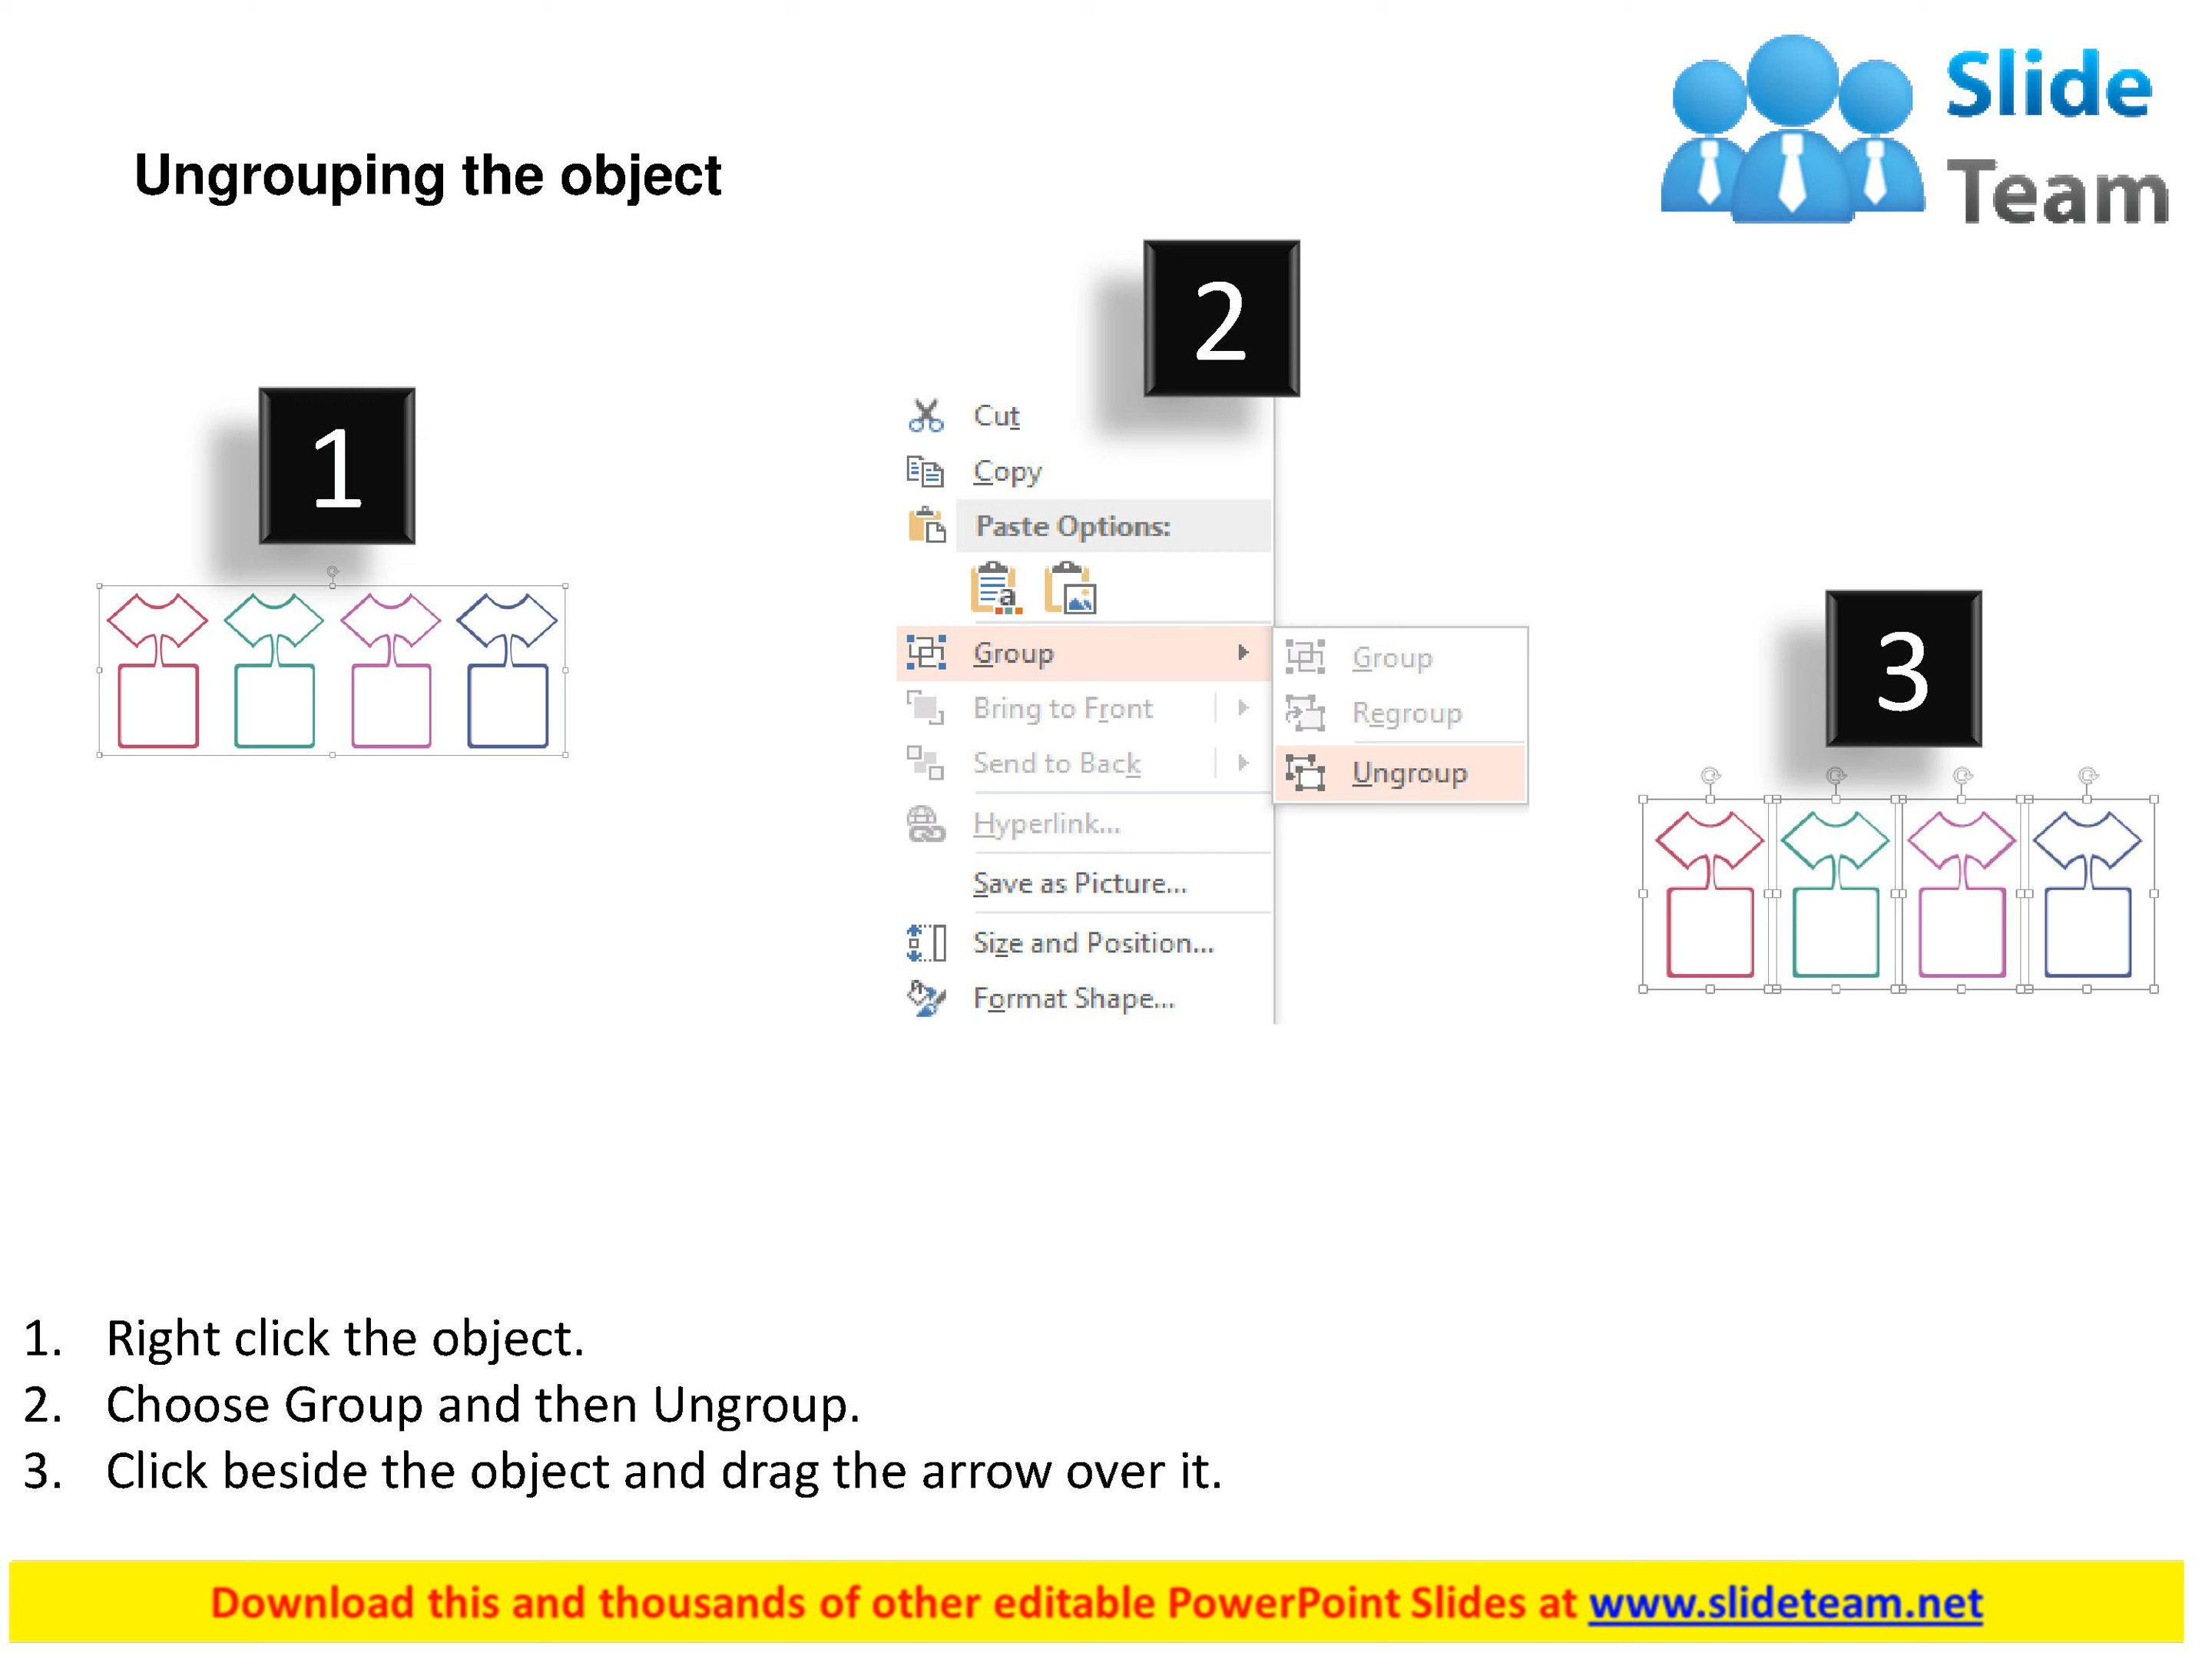 Slide
Team
Ungrouping the object
1
2
3
Cut
Copy
Paste Options:
a
Group
Bring to Front
Send to Back
Hyperlink...
Save as Picture...
Size and Position...
Format Shape...
Group
Regroup
Ungroup
1. Right click the object.
2. Choose Group and then Ungroup.
3. Click beside the object and drag the arrow over it.
Download this and thousands of other editable PowerPoint Slides at www.slideteam.net